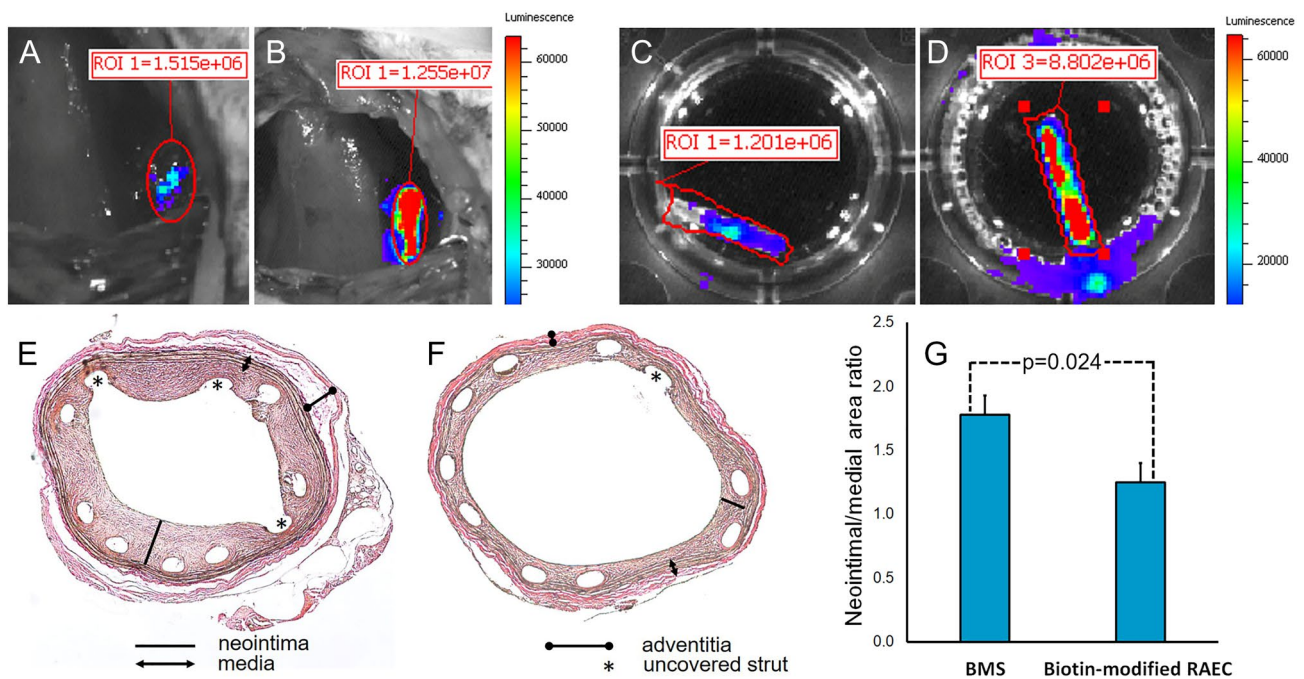 Luminescence
A
ROI 1=1.515e+06
B
ROI 1=1.255e+07
60000
50000
40000
30000
C
ROI 1=1.201e+06
D
ROI 3=8.802e+06
Luminescence
60000
40000
20000
E
*
*
*
F
*
neointima
media
adventitia
* uncovered strut
G
Neointimal/medial area ratio
2.5
2.0
1.5
1.0
0.5
0.0
p=0.024
BMS
Biotin-modified RAEC